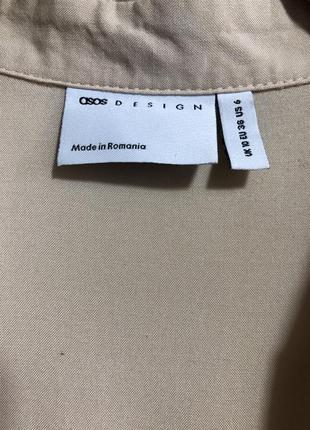 asos DESIGN
Made in Romania
UK 10 EU 38 US 6